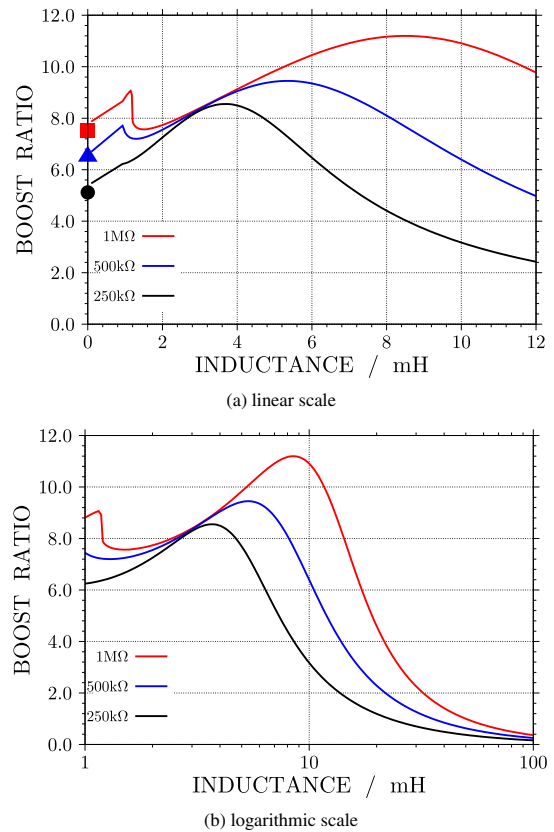 12.0
10.0
8.0
6.0
4.0
2.0
0.0
BOOST RATIO
1MΩ
500kΩ
250kΩ
0 2 4 6 8 10 12
INDUCTANCE / mH
(a) linear scale
12.0
10.0
8.0
6.0
4.0
2.0
0.0
BOOST RATIO
1MΩ
500kΩ
250kΩ
1 10 100
INDUCTANCE / mH
(b) logarithmic scale